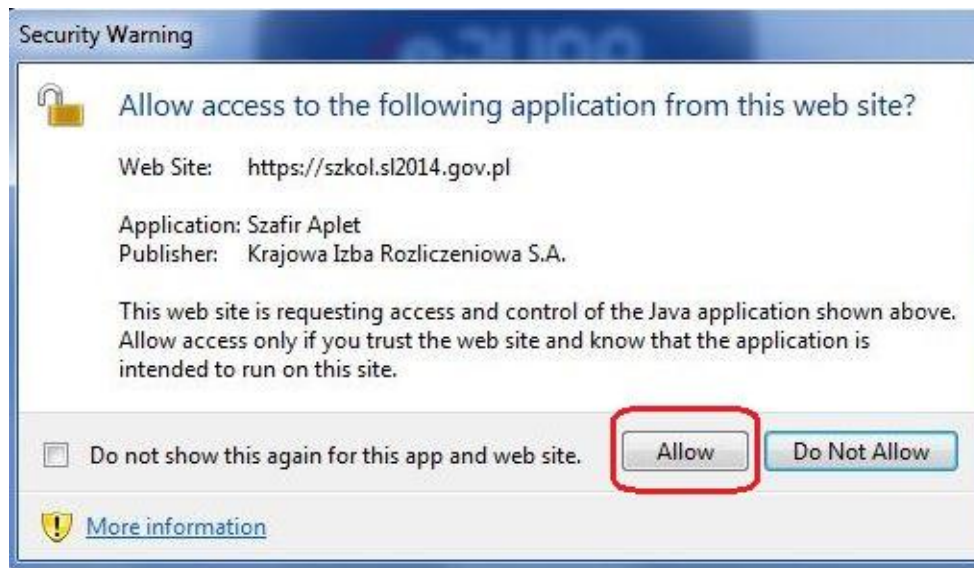 Security Warning
Allow access to the following application from this web site?
Web Site: https://szkol.sl2014.gov.pl
Application: Szafir Aplet
Publisher: Krajowa Izba Rozliczeniowa S.A.
This web site is requesting access and control of the Java application shown above.
Allow access only if you trust the web site and know that the application is
intended to run on this site.
Do not show this again for this app and web site.
Allow
Do Not Allow
More information